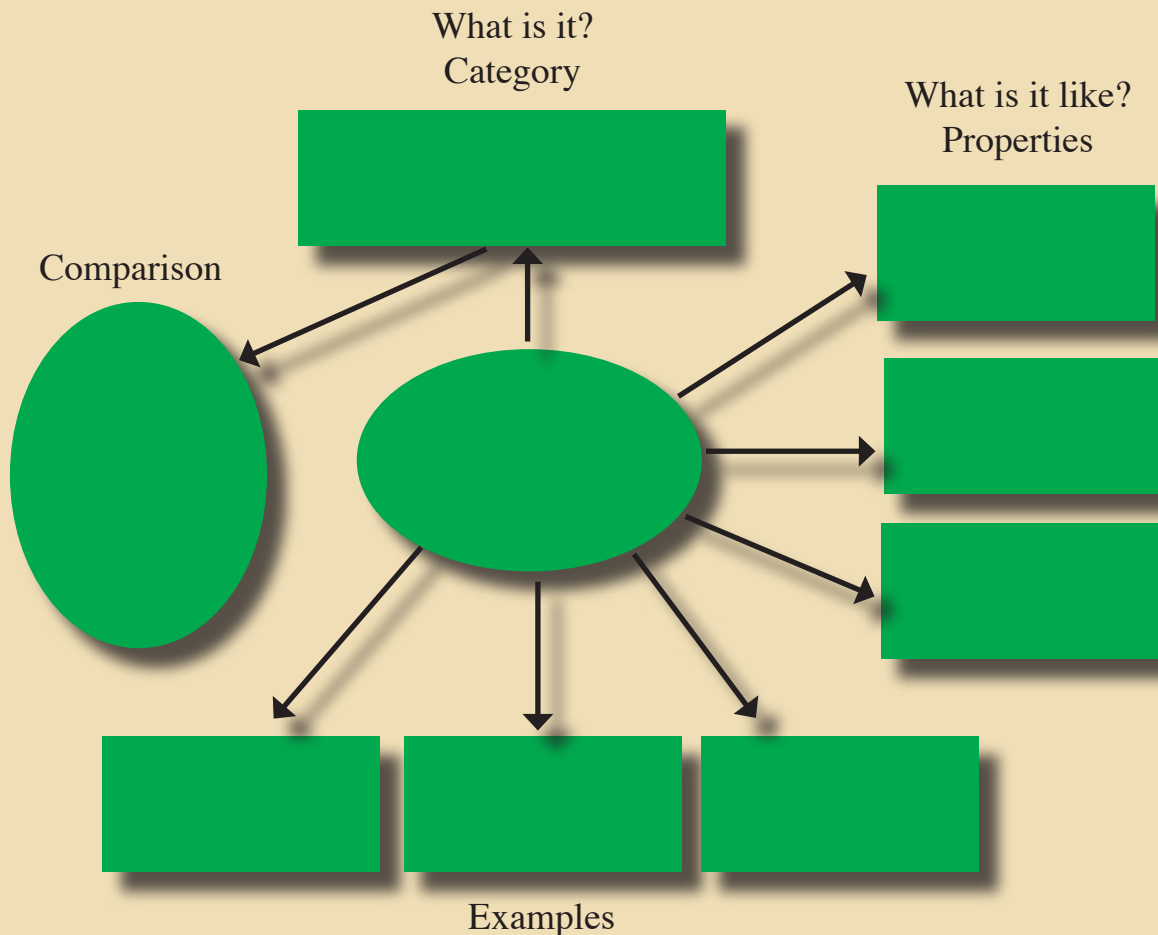 What is it?
Category
What is it like?
Properties
Comparison
Examples